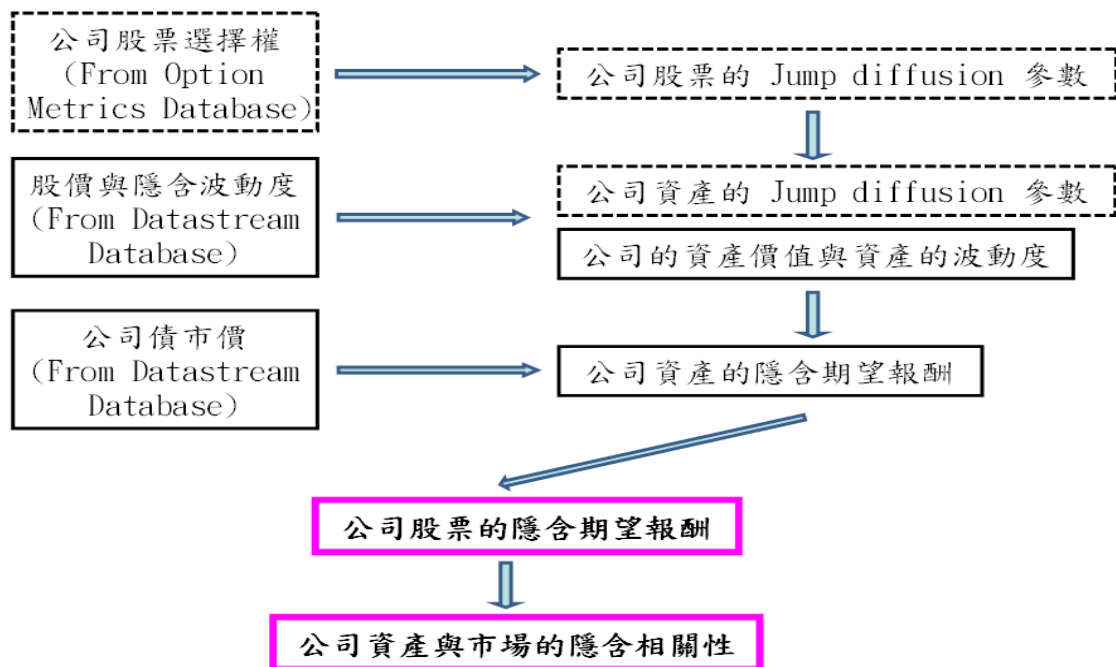 公司股票選擇權
(From Option
Metrics Database)
公司股票的 Jump diffusion 參數
股價與隱含波動度
(From Datastream
Database)
公司資產的 Jump diffusion 參數
公司的資產價值與資產的波動度
公司債市價
(From Datastream
Database)
公司資產的隱含期望報酬
公司股票的隱含期望報酬
公司資產與市場的隱含相關性